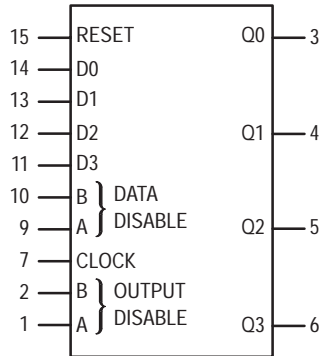 15 RESET Q0 3
14 D0
13 D1
12 D2 Q1 4
11 D3
10 B DATA
9 A DISABLE Q2 5
7 CLOCK
2 B OUTPUT
1 A DISABLE Q3 6